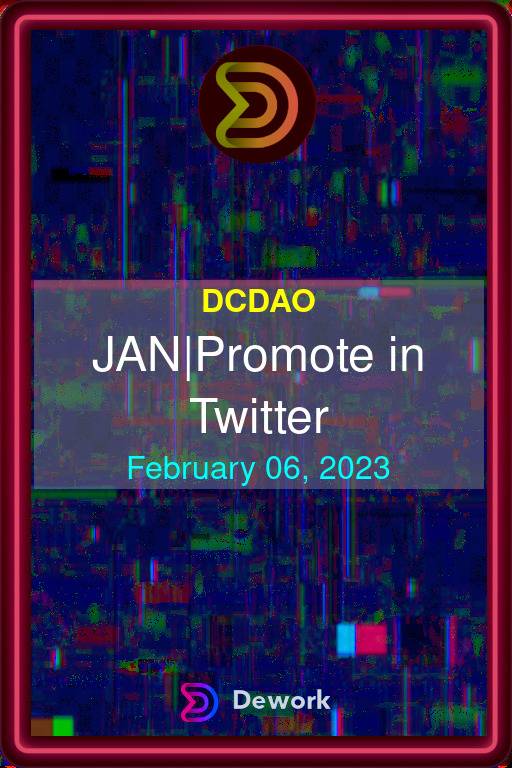 DCDAO
JAN|Promote in
Twitter
February 06, 2023
Dework